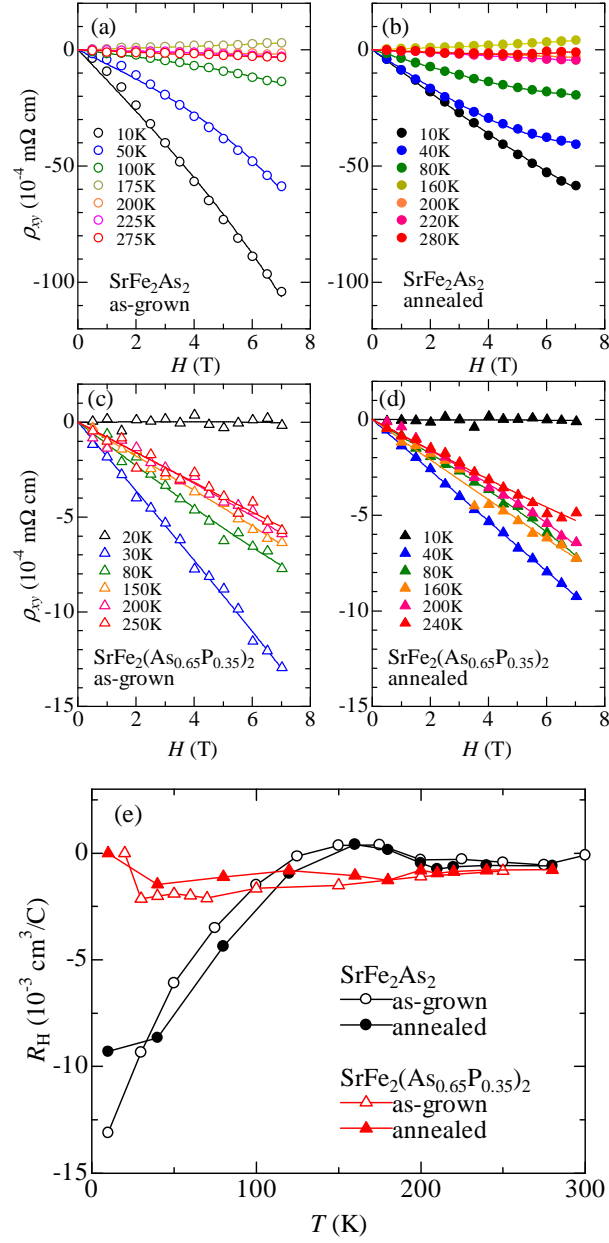 (a)
0
-50
-100
ρxy (10⁻⁴ mΩ cm)
10K
50K
100K
175K
200K
225K
275K
SrFe₂As₂
as-grown
0 2 4 6 8
H (T)
(b)
0
-50
-100
10K
40K
80K
160K
200K
220K
280K
SrFe₂As₂
annealed
0 2 4 6 8
H (T)
(c)
0
-5
-10
-15
ρxy (10⁻⁴ mΩ cm)
20K
30K
80K
150K
200K
250K
SrFe₂(As₀.₆₅P₀.₃₅)₂
as-grown
0 2 4 6 8
H (T)
(d)
0
-5
-10
-15
10K
40K
80K
160K
200K
240K
SrFe₂(As₀.₆₅P₀.₃₅)₂
annealed
0 2 4 6 8
H (T)
(e)
0
-5
-10
-15
R_H (10⁻³ cm³/C)
SrFe₂As₂
as-grown
annealed
SrFe₂(As₀.₆₅P₀.₃₅)₂
as-grown
annealed
0 100 200 300
T (K)